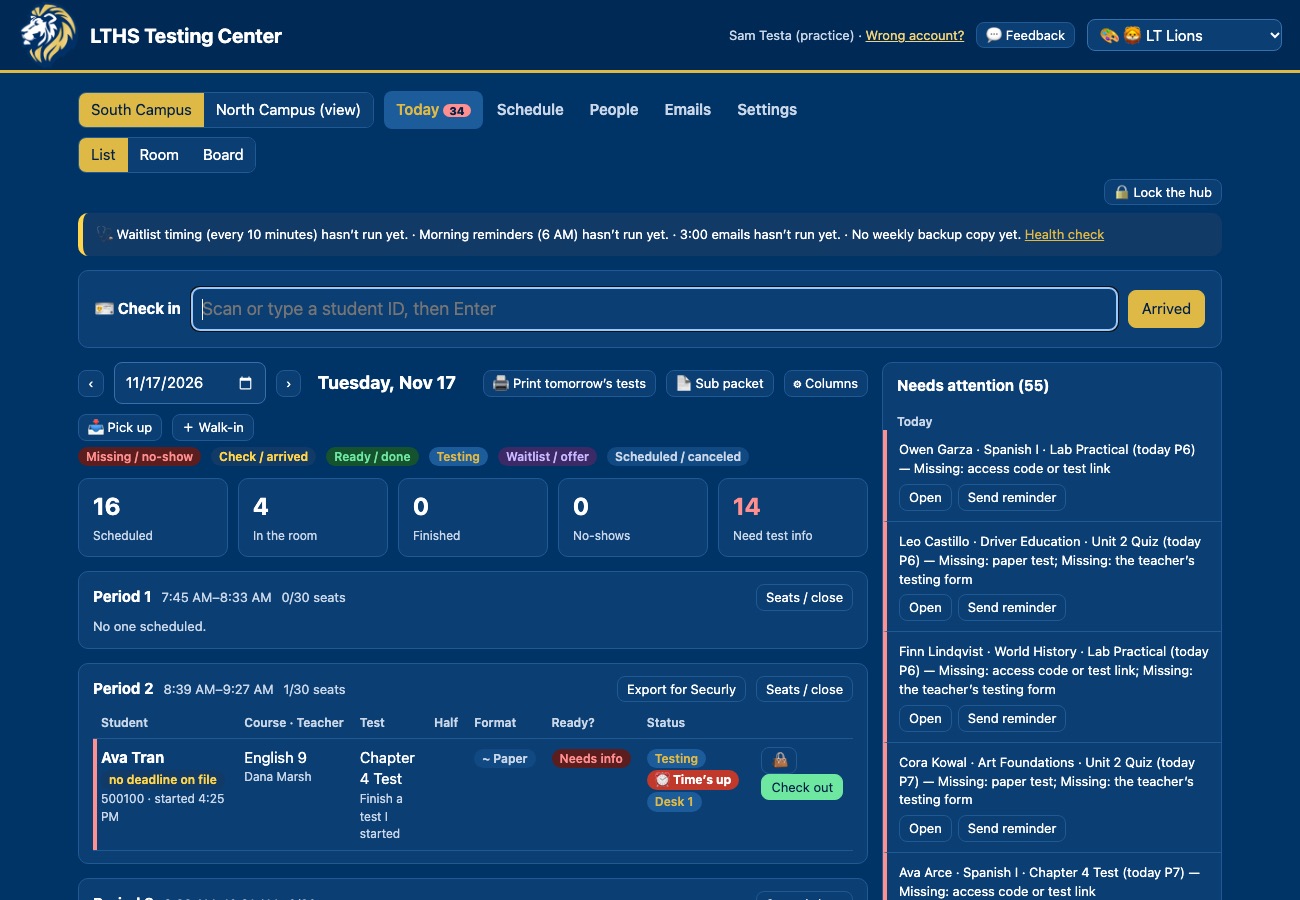 LTHS Testing Center
Sam Testa (practice) · Wrong account?
💬 Feedback
🎨 🦁 LT Lions
South Campus
North Campus (view)
Today 34
Schedule
People
Emails
Settings
List
Room
Board
🔒 Lock the hub
🩺 Waitlist timing (every 10 minutes) hasn’t run yet. · Morning reminders (6 AM) hasn’t run yet. · 3:00 emails hasn’t run yet. · No weekly backup copy yet. Health check
🪪 Check in
Scan or type a student ID, then Enter
Arrived
‹
11/17/2026
›
Tuesday, Nov 17
🖨 Print tomorrow’s tests
📄 Sub packet
⚙ Columns
📥 Pick up
+ Walk-in
Missing / no-show
Check / arrived
Ready / done
Testing
Waitlist / offer
Scheduled / canceled
16
Scheduled
4
In the room
0
Finished
0
No-shows
14
Need test info
Period 1 7:45 AM–8:33 AM 0/30 seats
Seats / close
No one scheduled.
Period 2 8:39 AM–9:27 AM 1/30 seats
Export for Securly
Seats / close
Student
Course · Teacher
Test
Half
Format
Ready?
Status
Ava Tran
no deadline on file
500100 · started 4:25
PM
English 9
Dana Marsh
Chapter
4 Test
Finish a
test I
started
~ Paper
Needs info
Testing
⏰ Time’s up
Desk 1
Check out
Needs attention (55)
Today
Owen Garza · Spanish I · Lab Practical (today P6)
— Missing: access code or test link
Open
Send reminder
Leo Castillo · Driver Education · Unit 2 Quiz (today
P6) — Missing: paper test; Missing: the teacher’s
testing form
Open
Send reminder
Finn Lindqvist · World History · Lab Practical (today
P6) — Missing: access code or test link; Missing:
the teacher’s testing form
Open
Send reminder
Cora Kowal · Art Foundations · Unit 2 Quiz (today
P7) — Missing: paper test; Missing: the teacher’s
testing form
Open
Send reminder
Ava Arce · Spanish I · Chapter 4 Test (today P7) —
Missing: access code or test link